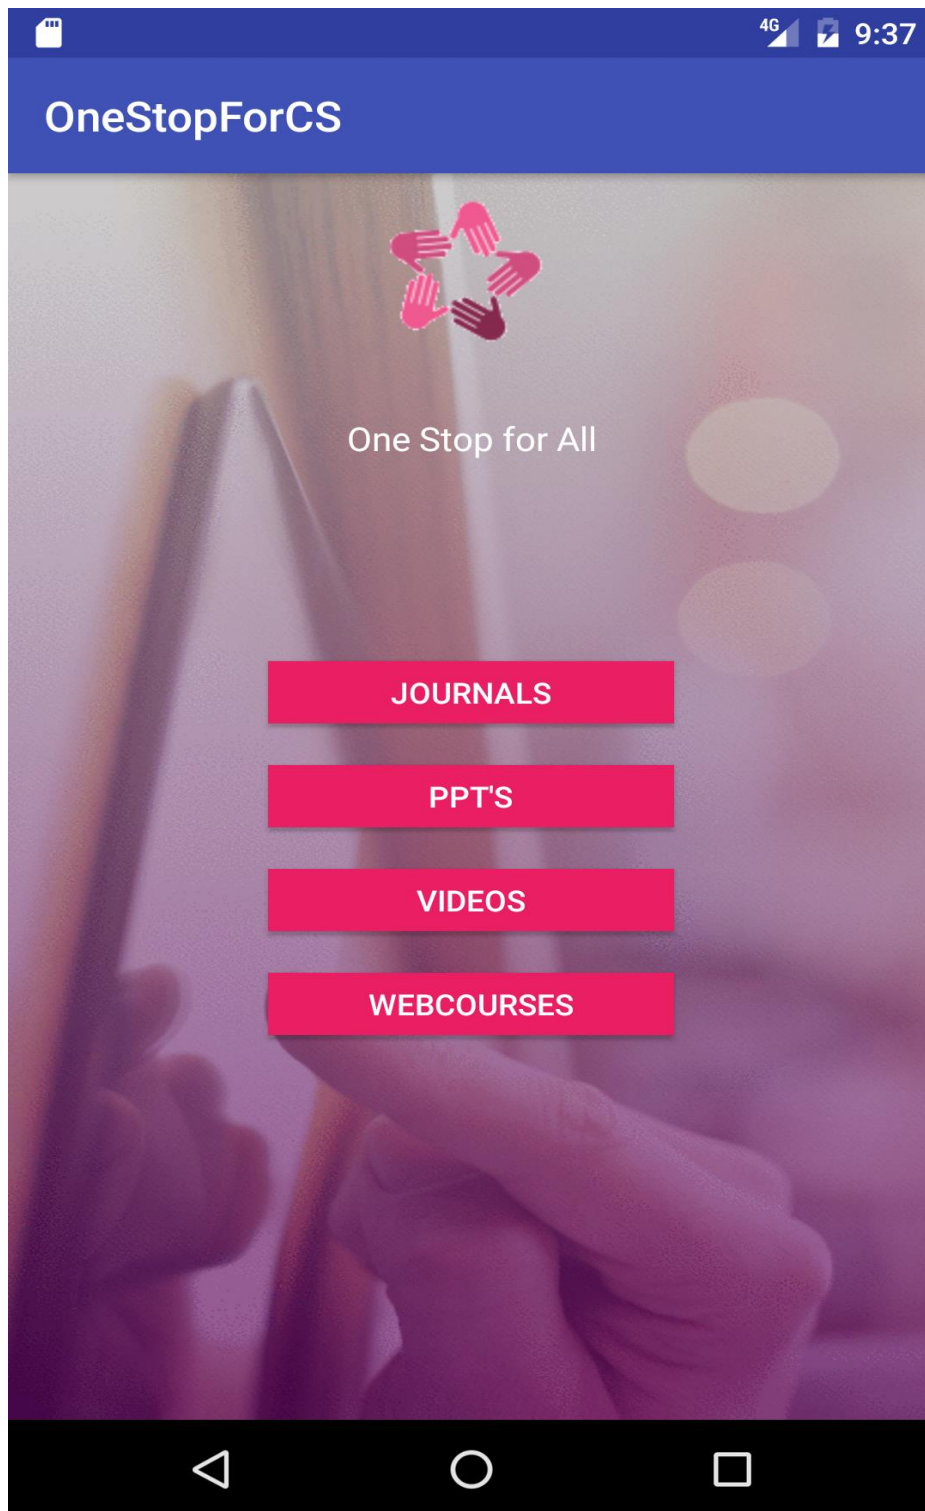 4G 9:37
OneStopForCS
One Stop for All
JOURNALS
PPT'S
VIDEOS
WEBCOURSES